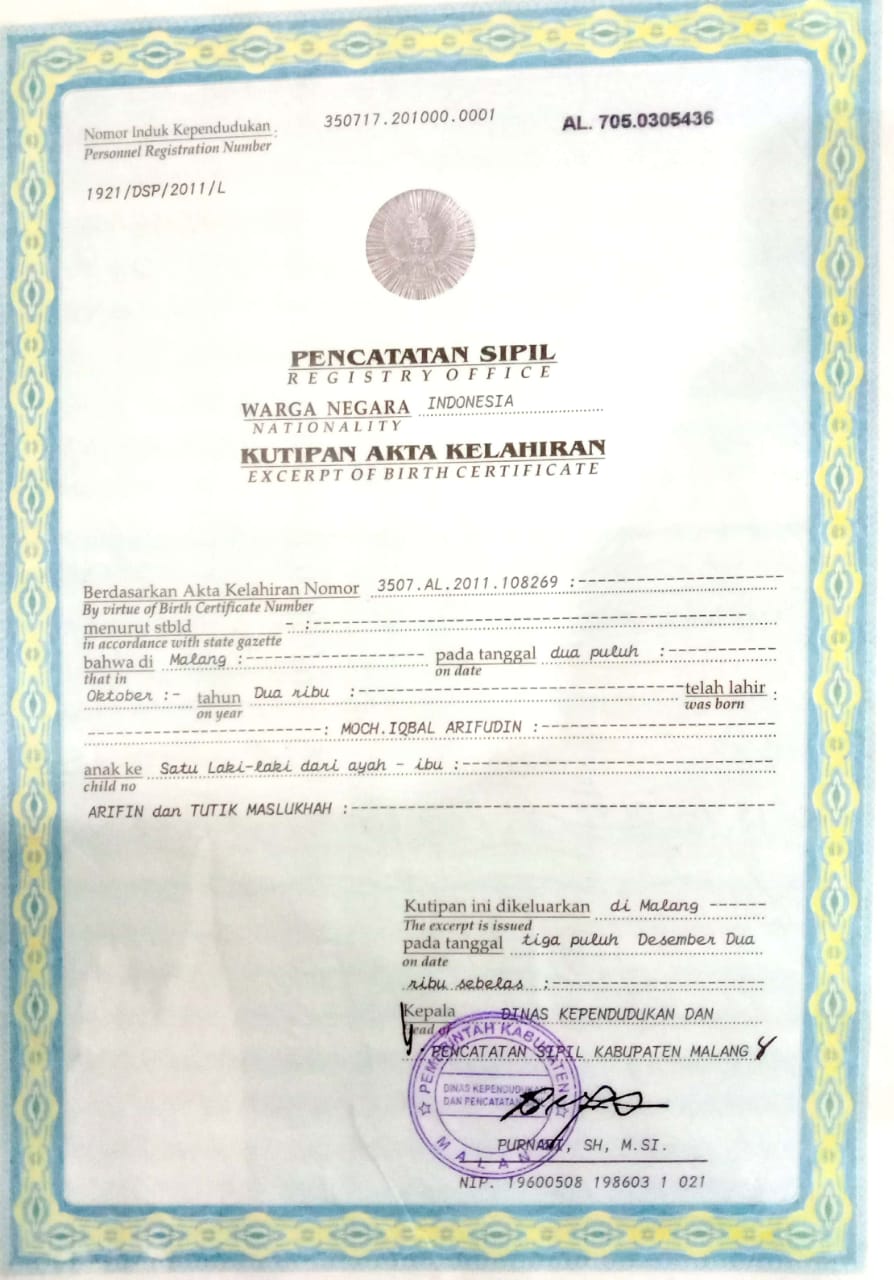 Nomor Induk Kependudukan : 350717.201000.0001 AL. 705.0305436
Personnel Registration Number
1921/DSP/2011/L
PENCATATAN SIPIL
REGISTRY OFFICE
WARGA NEGARA INDONESIA
NATIONALITY
KUTIPAN AKTA KELAHIRAN
EXCERPT OF BIRTH CERTIFICATE
Berdasarkan Akta Kelahiran Nomor 3507.AL.2011.108269 :-----------------
By virtue of Birth Certificate Number
menurut stbld - :-----------------
in accordance with state gazette
bahwa di Malang :----------------- pada tanggal dua puluh :---------
that in on date
Oktober :- tahun Dua ribu :----------------- telah lahir :
on year was born
-----------------: MOCH.IQBAL ARIFUDIN :-----------------
anak ke Satu Laki-laki dari ayah - ibu :-----------------
child no
ARIFIN dan TUTIK MASLUKHAH :-----------------
Kutipan ini dikeluarkan di Malang ------
The excerpt is issued
pada tanggal tiga puluh Desember Dua
on date
ribu sebelas :-----------------
Kepala DINAS KEPENDUDUKAN DAN
Head of
PENCATATAN SIPIL KABUPATEN MALANG
PEMERINTAH KABUPATEN
DINAS KEPENDUDUKAN
DAN PENCATATAN
MALANG
SH, M.SI.
NIP. 19600508 198603 1 021